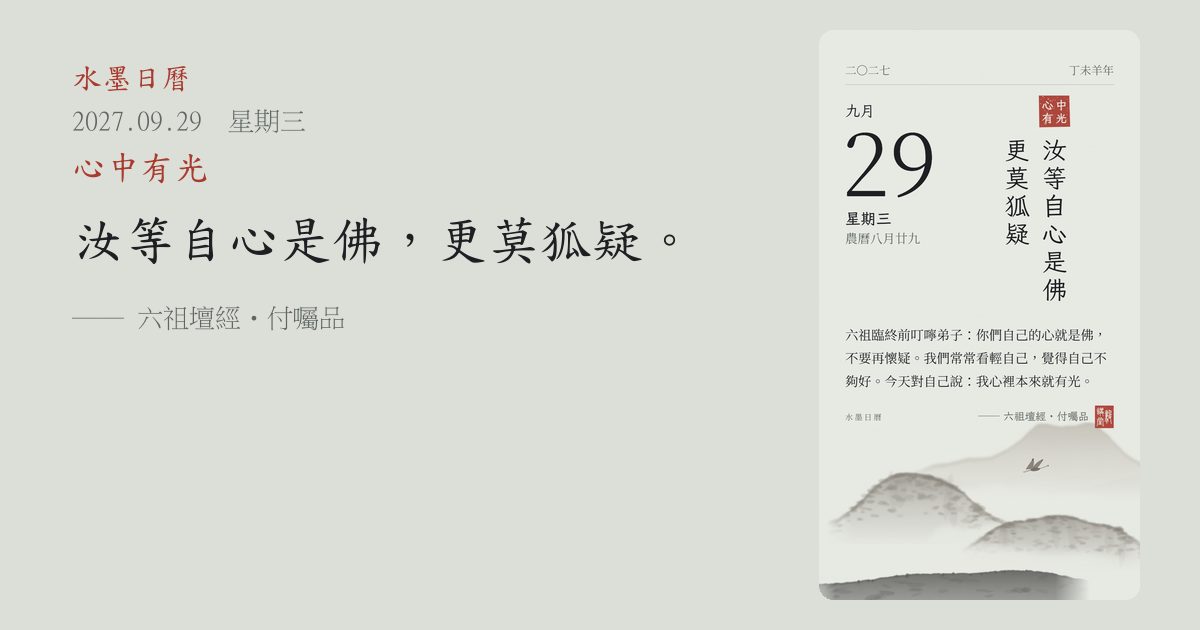 水墨日曆
2027.09.29 星期三
心中有光
汝等自心是佛，更莫狐疑。
—— 六祖壇經・付囑品
二〇二七
丁未羊年
九月
29
星期三
農曆八月廿九
心中
有光
汝等自心是佛
更莫狐疑
六祖臨終前叮嚀弟子：你們自己的心就是佛，
不要再懷疑。我們常常看輕自己，覺得自己不
夠好。今天對自己說：我心裡本來就有光。
水墨日曆
—— 六祖壇經・付囑品